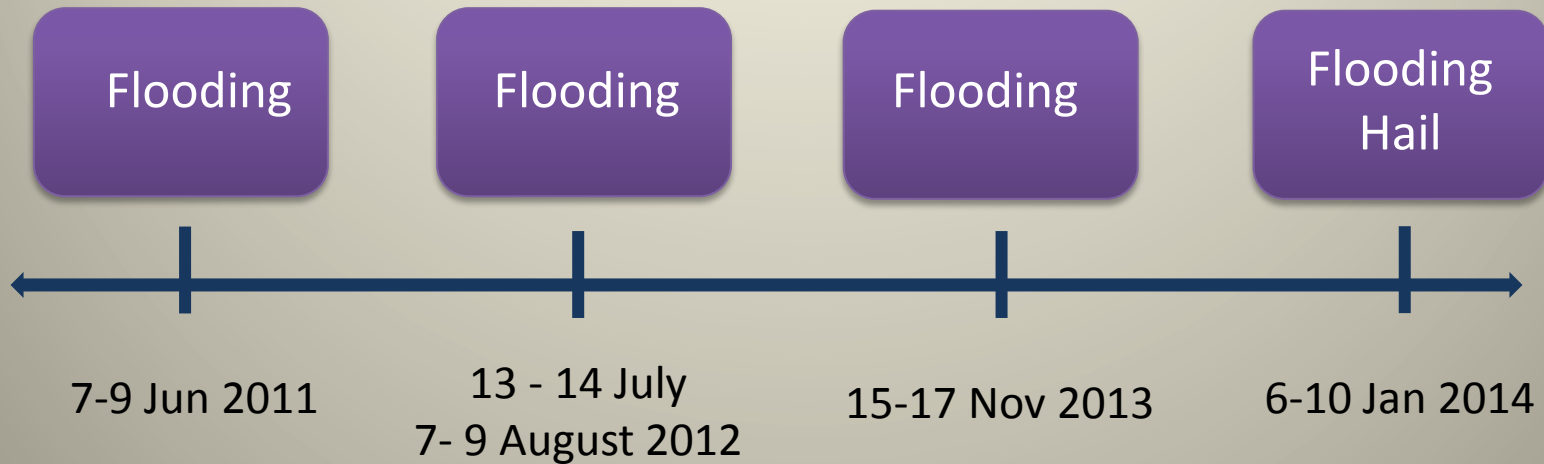 Flooding
Flooding
Flooding
Flooding
Hail
7-9 Jun 2011
13 - 14 July
7- 9 August 2012
15-17 Nov 2013
6-10 Jan 2014